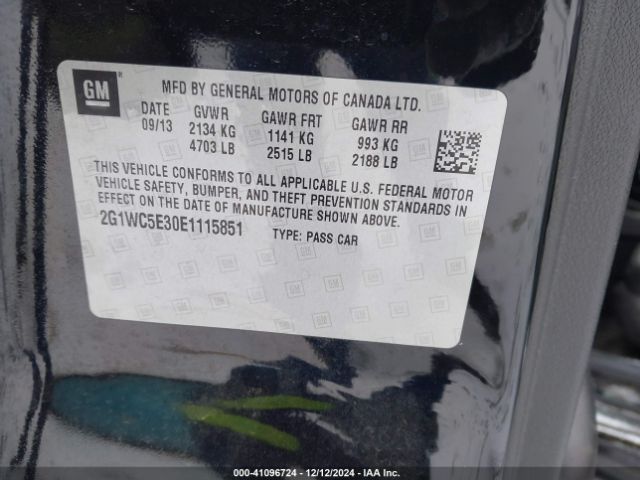 GM
MFD BY GENERAL MOTORS OF CANADA LTD.
DATE GVWR GAWR FRT GAWR RR
09/13 2134 KG 1141 KG 993 KG
4703 LB 2515 LB 2188 LB
THIS VEHICLE CONFORMS TO ALL APPLICABLE U.S. FEDERAL MOTOR
VEHICLE SAFETY, BUMPER, AND THEFT PREVENTION STANDARDS IN
EFFECT ON THE DATE OF MANUFACTURE SHOWN ABOVE.
2G1WC5E30E1115851 TYPE: PASS CAR
000-41096724 - 12/12/2024 - IAA Inc.